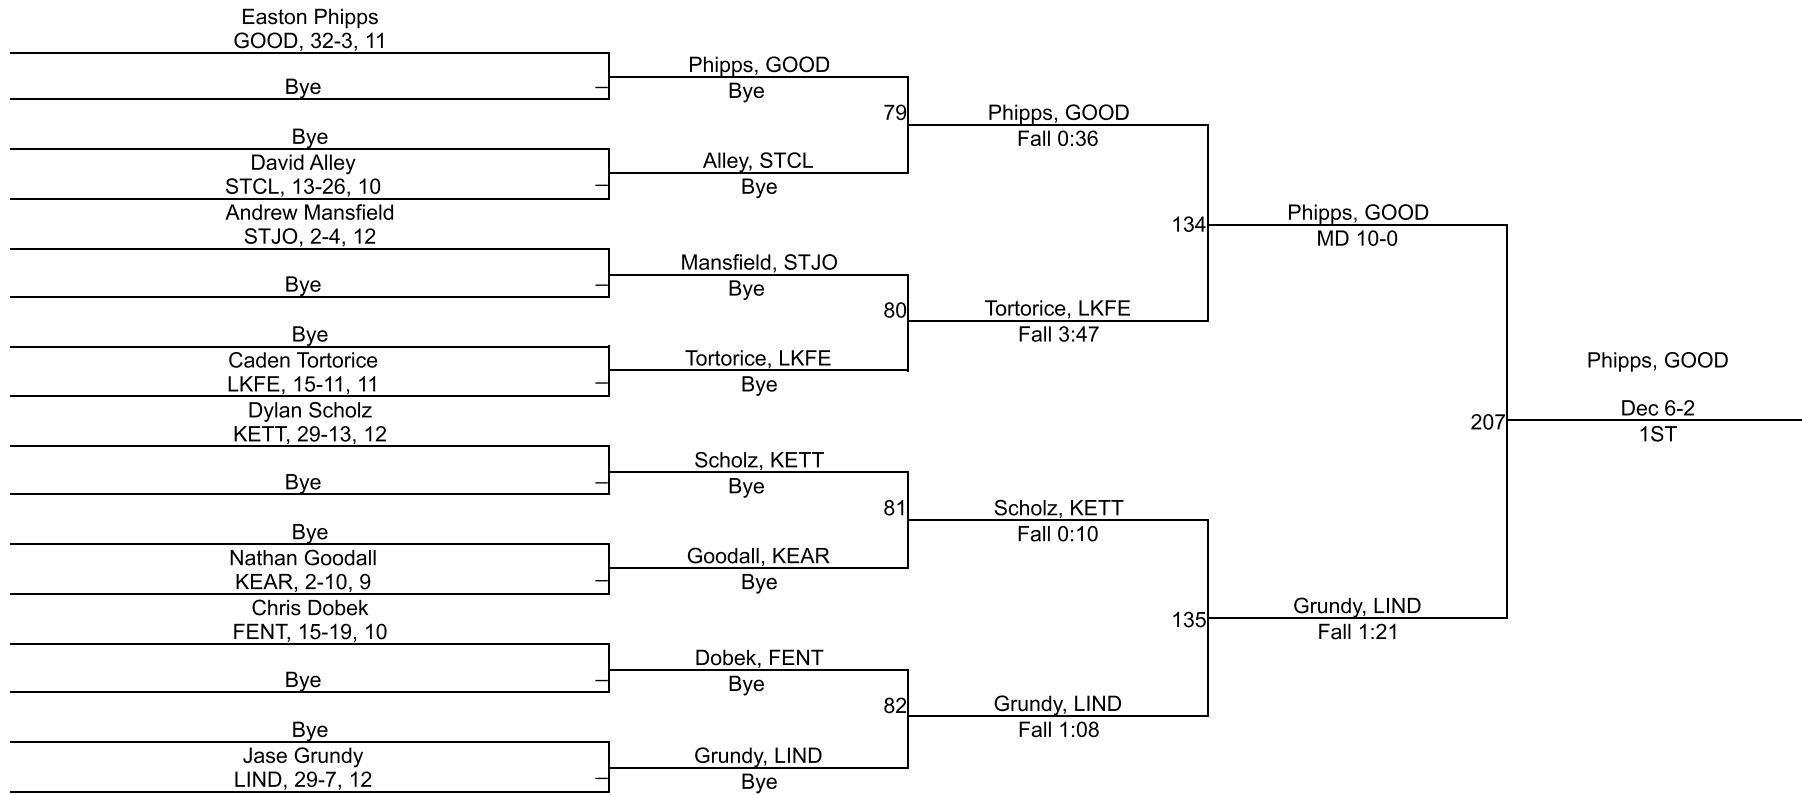 Easton Phipps
GOOD, 32-3, 11
Bye
Bye
David Alley
STCL, 13-26, 10
Andrew Mansfield
STJO, 2-4, 12
Bye
Bye
Caden Tortorice
LKFE, 15-11, 11
Dylan Scholz
KETT, 29-13, 12
Bye
Bye
Nathan Goodall
KEAR, 2-10, 9
Chris Dobek
FENT, 15-19, 10
Bye
Bye
Jase Grundy
LIND, 29-7, 12
Phipps, GOOD
Bye
79
Alley, STCL
Bye
Mansfield, STJO
Bye
80
Tortorice, LKFE
Bye
Scholz, KETT
Bye
81
Goodall, KEAR
Bye
Dobek, FENT
Bye
82
Grundy, LIND
Bye
Phipps, GOOD
Fall 0:36
134
Tortorice, LKFE
Fall 3:47
Scholz, KETT
Fall 0:10
135
Grundy, LIND
Fall 1:08
Phipps, GOOD
MD 10-0
207
Grundy, LIND
Fall 1:21
Phipps, GOOD
Dec 6-2
1ST